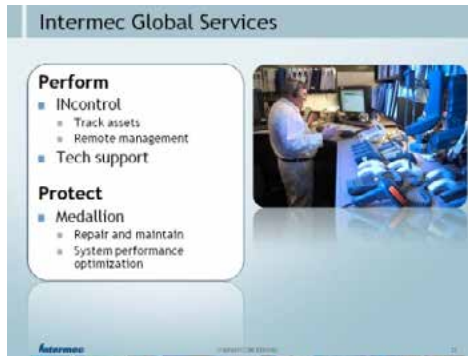 Intermec Global Services
Perform
INcontrol
Track assets
Remote management
Tech support
Protect
Medallion
Repair and maintain
System performance
optimization
Intermec